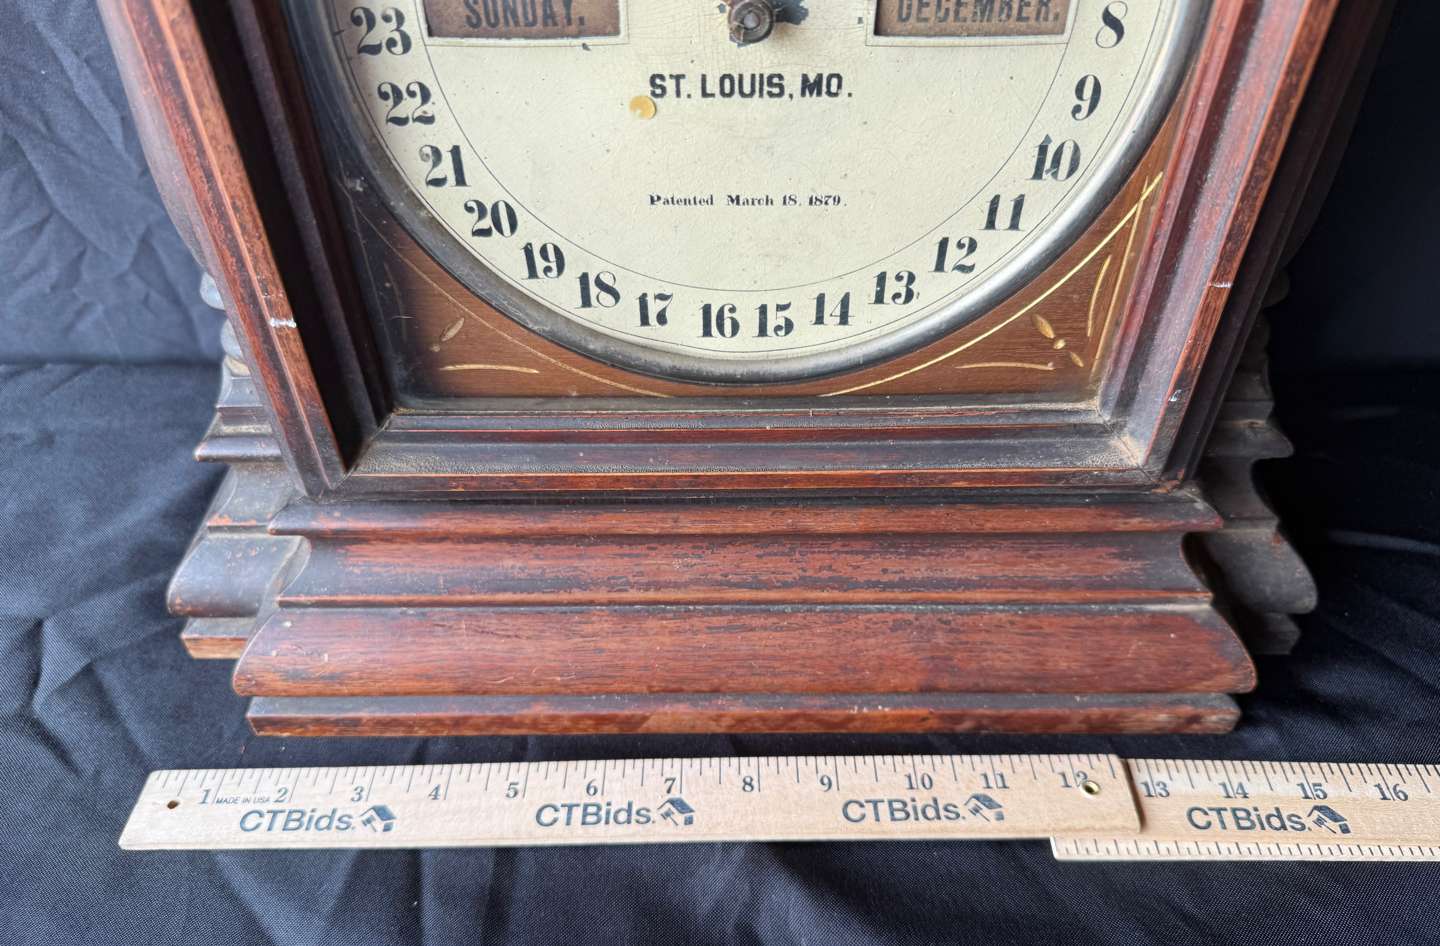 SUNDAY.
DECEMBER.
ST. LOUIS, MO.
Patented March 18. 1879.
8
9
10
11
12
13
14
15
16
17
18
19
20
21
22
23
1 MADE IN USA 2 3 4 5 6 7 8 9 10 11 12 13 14 15 16
CTBids. CTBids. CTBids. CTBids.